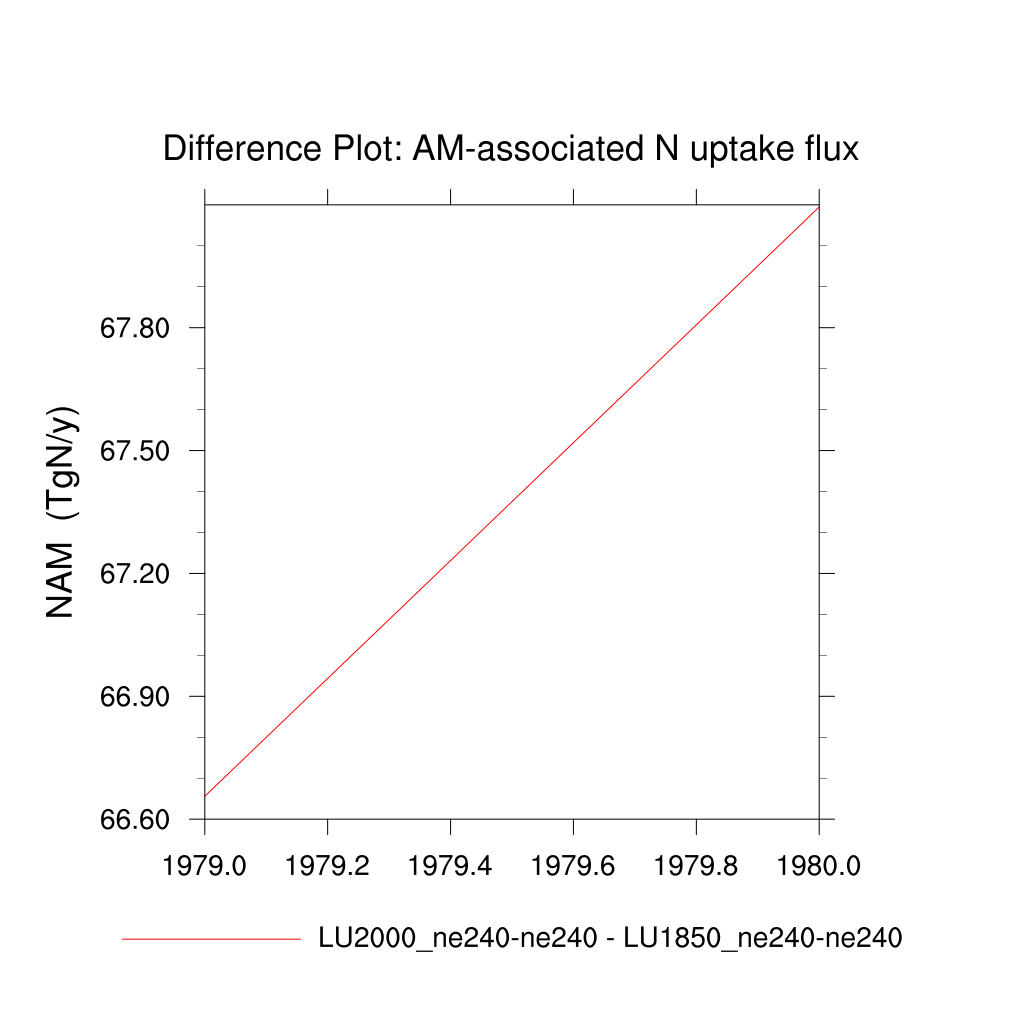 Difference Plot: AM-associated N uptake flux
NAM (TgN/y)
67.80
67.50
67.20
66.90
66.60
1979.0 1979.2 1979.4 1979.6 1979.8 1980.0
LU2000_ne240-ne240 - LU1850_ne240-ne240